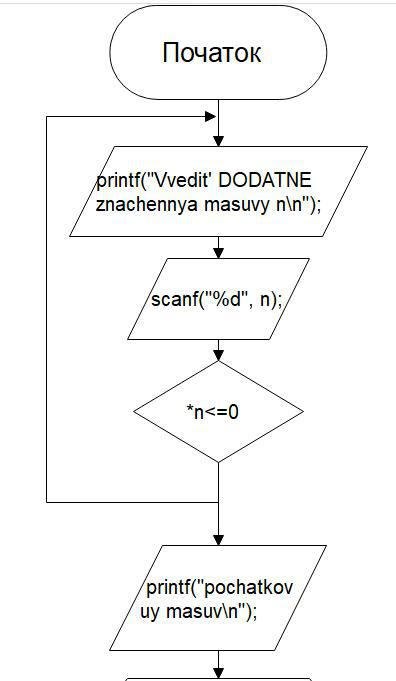 Початок
printf("Vvedit' DODATNE
znachennya masuvy n\n");
scanf("%d", n);
*n<=0
printf("pochatkov
uy masuv\n");